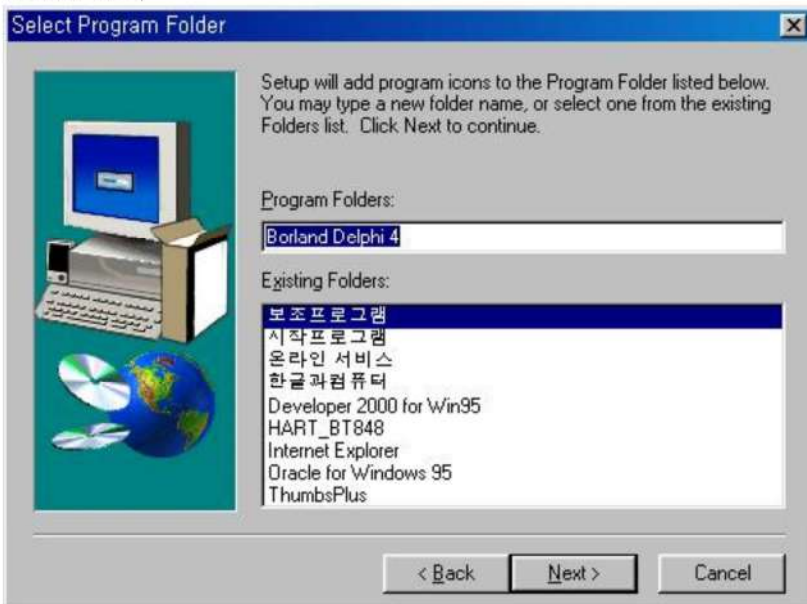 Select Program Folder
Setup will add program icons to the Program Folder listed below.
You may type a new folder name, or select one from the existing
Folders list. Click Next to continue.
Program Folders:
Borland Delphi 4
Existing Folders:
보조프로그램
시작프로그램
온라인 서비스
한글과컴퓨터
Developer 2000 for Win95
HART_BT848
Internet Explorer
Oracle for Windows 95
ThumbsPlus
< Back
Next >
Cancel